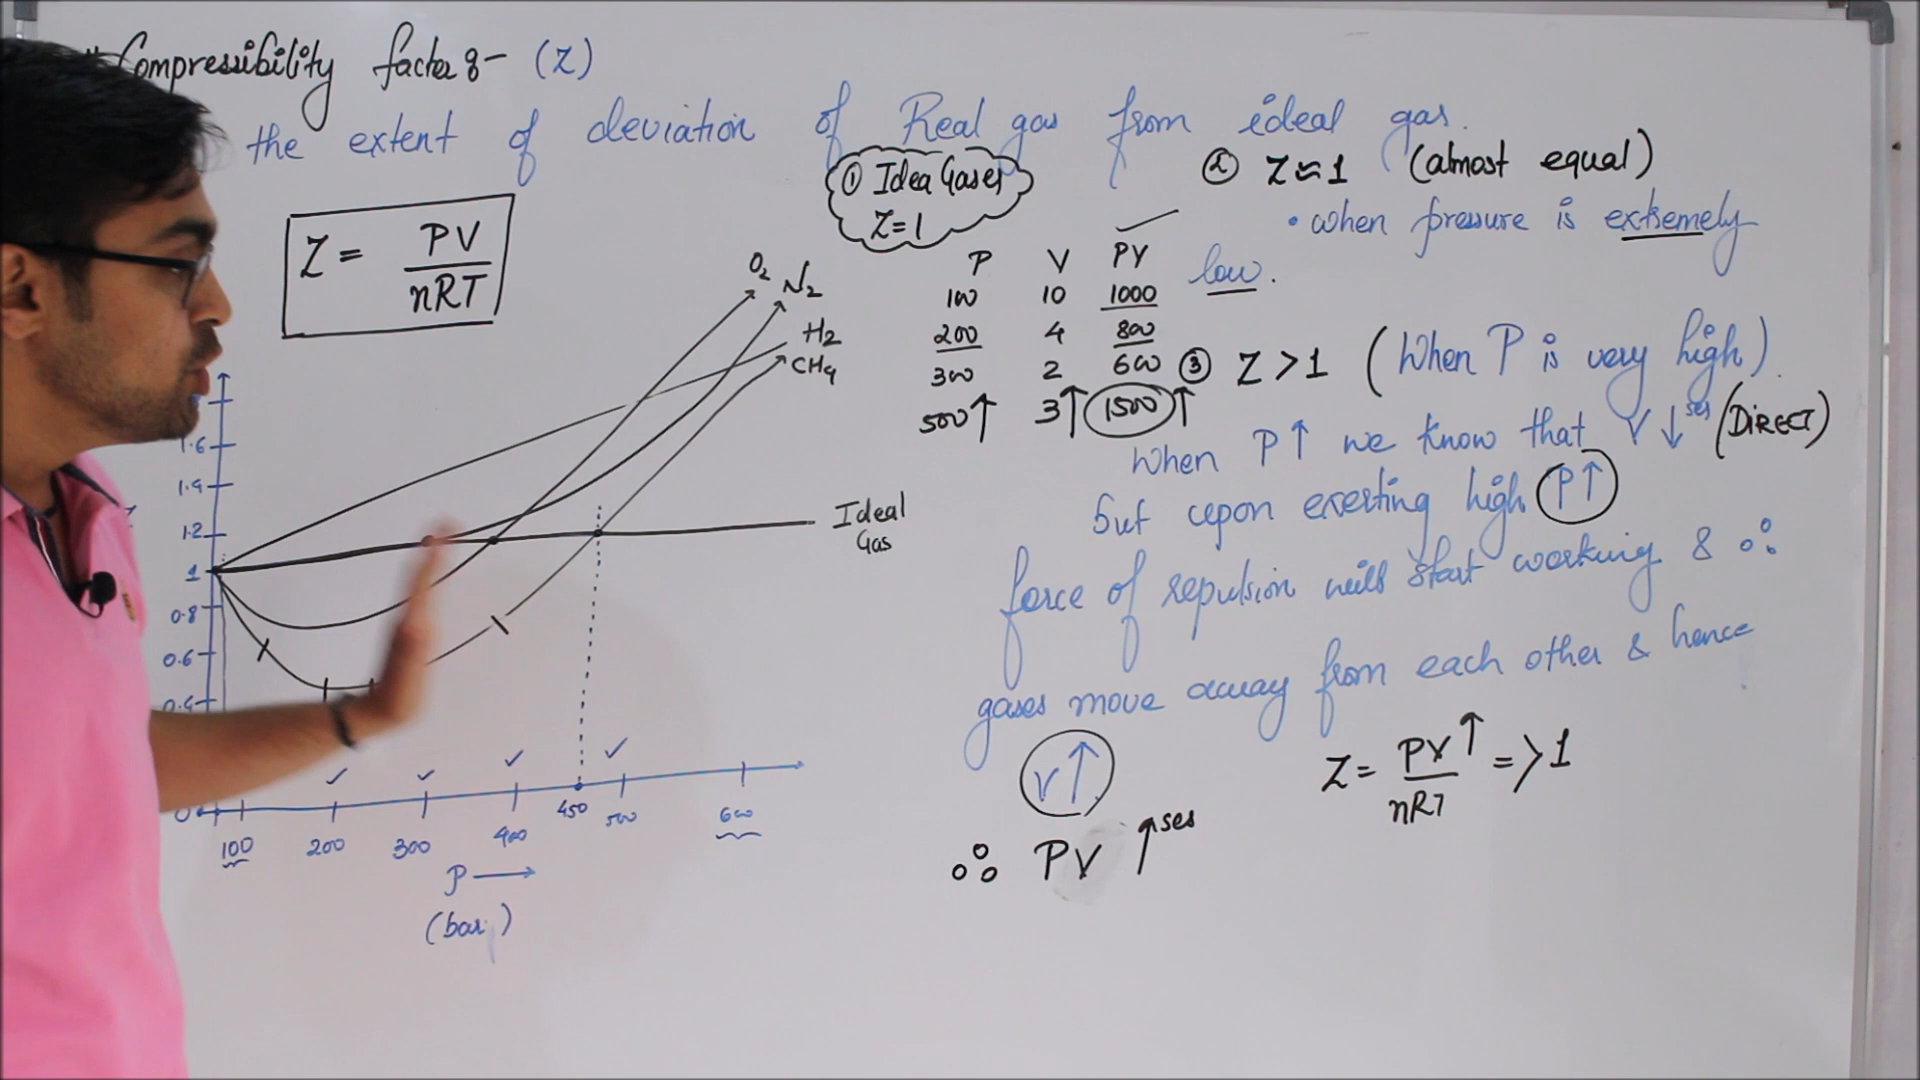 Compressibility factor :- (Z)
the extent of deviation of Real gas from ideal gas.
Z = PV / nRT
① Idea Gases
Z=1
② Z ≈ 1 (almost equal)
• when pressure is extremely
low.
P V PV
100 10 1000
200 4 800
300 2 600
500↑ 3↑ 1500↑
③ Z > 1 (When P is very high).
When P↑ we know that V ↓ses (DIRECT)
but upon exerting high P↑
force of repulsion will start working & ∴
gases move away from each other & hence
V↑
∴ PV ↑ses
Z = PV↑ / nRT => 1
O2 N2
H2
CH4
Ideal
Gas
1.6
1.4
1.2
1
0.8
0.6
0
100 200 300 400 450 500 600
P →
(bar)